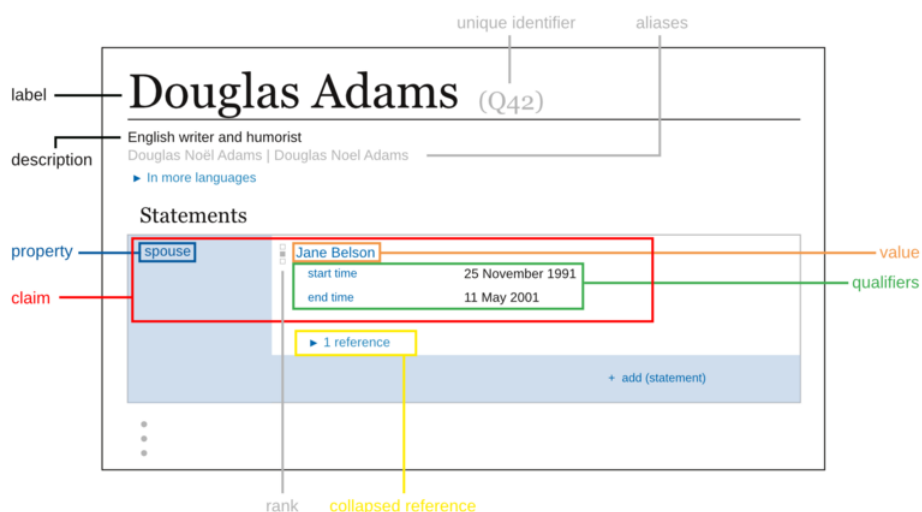 unique identifier
aliases
label
Douglas Adams (Q42)
English writer and humorist
description
Douglas Noël Adams | Douglas Noel Adams
► In more languages
Statements
property
spouse
Jane Belson
value
start time 25 November 1991
qualifiers
claim
end time 11 May 2001
► 1 reference
+ add (statement)
rank
collapsed reference